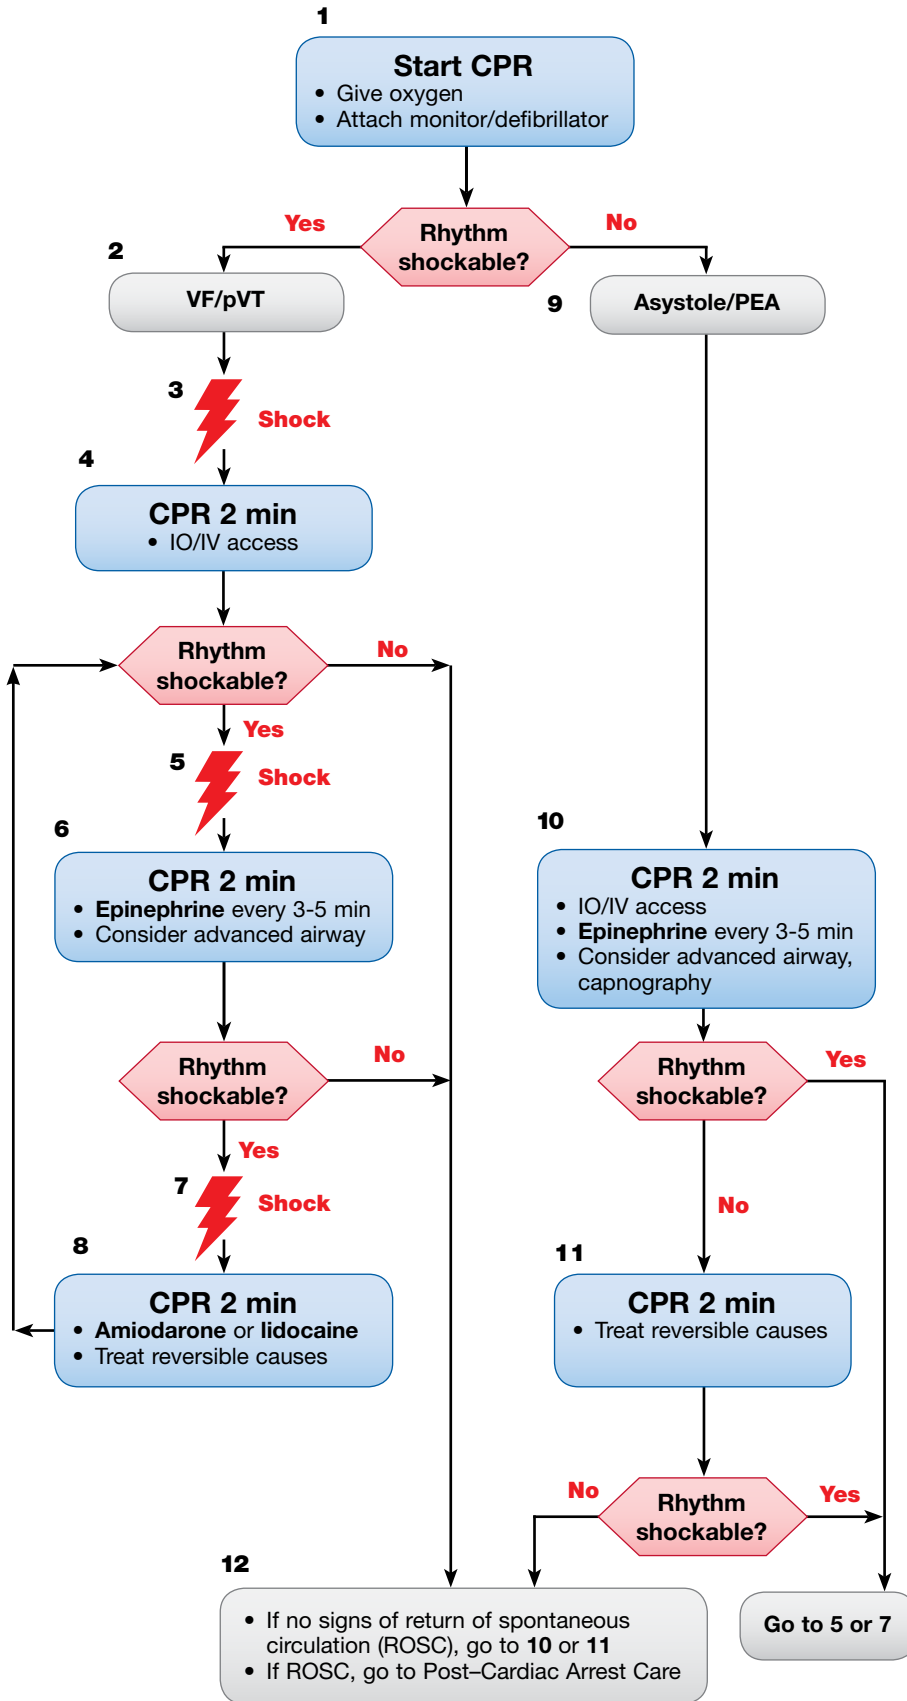 1
Start CPR
• Give oxygen
• Attach monitor/defibrillator
Rhythm
shockable?
Yes
No
2
VF/pVT
9
Asystole/PEA
3
Shock
4
CPR 2 min
• IO/IV access
Rhythm
shockable?
No
Yes
5
Shock
6
CPR 2 min
• Epinephrine every 3-5 min
• Consider advanced airway
10
CPR 2 min
• IO/IV access
• Epinephrine every 3-5 min
• Consider advanced airway,
capnography
Rhythm
shockable?
No
Yes
Rhythm
shockable?
Yes
No
7
Shock
8
CPR 2 min
• Amiodarone or lidocaine
• Treat reversible causes
11
CPR 2 min
• Treat reversible causes
Rhythm
shockable?
No
Yes
12
• If no signs of return of spontaneous
circulation (ROSC), go to 10 or 11
• If ROSC, go to Post–Cardiac Arrest Care
Go to 5 or 7